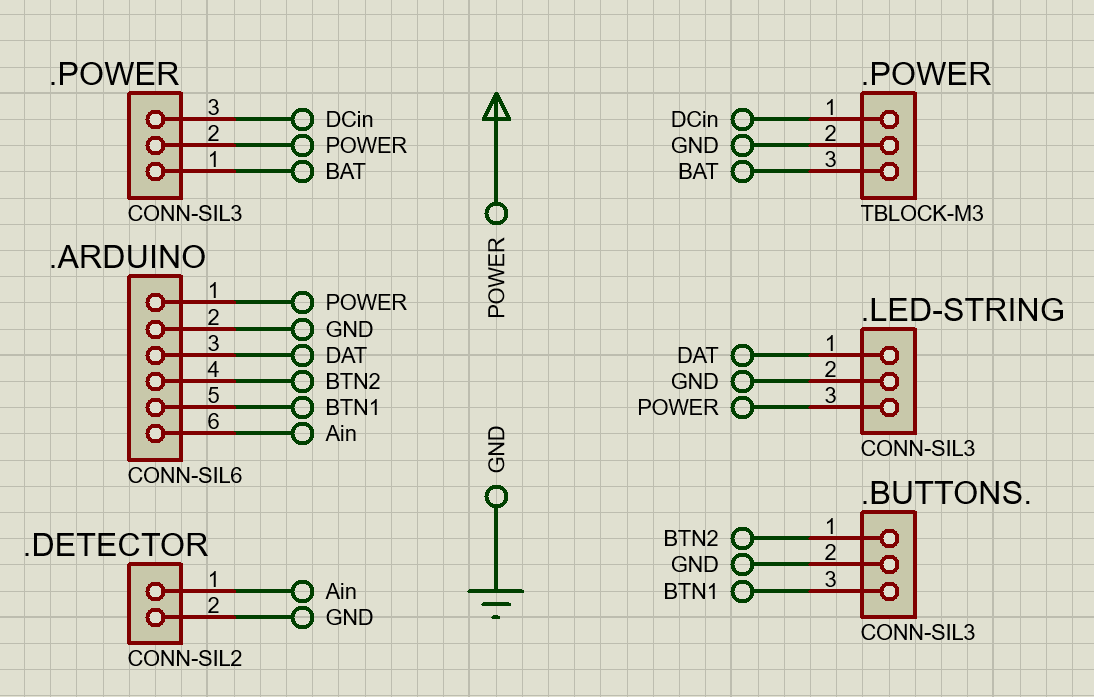 .POWER
3 DCin
2 POWER
1 BAT
CONN-SIL3
.ARDUINO
1 POWER
2 GND
3 DAT
4 BTN2
5 BTN1
6 Ain
CONN-SIL6
.DETECTOR
1 Ain
2 GND
CONN-SIL2
POWER
GND
.POWER
DCin 1
GND 2
BAT 3
TBLOCK-M3
.LED-STRING
DAT 1
GND 2
POWER 3
CONN-SIL3
.BUTTONS.
BTN2 1
GND 2
BTN1 3
CONN-SIL3